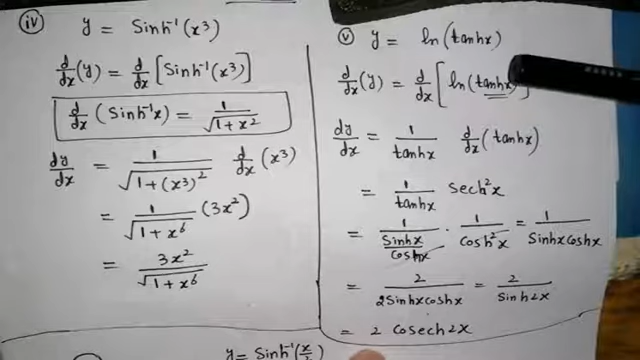 (iv) y = Sinh⁻¹(x³)
d/dx (y) = d/dx [Sinh⁻¹(x³)]
d/dx (Sinh⁻¹x) = 1/√(1+x²)
dy/dx = 1/√(1+(x³)²) d/dx (x³)
= 1/√(1+x⁶) (3x²)
= 3x²/√(1+x⁶)
(v) y = ln(tanhx)
d/dx (y) = d/dx [ln(tanhx)]
dy/dx = 1/tanhx d/dx (tanhx)
= 1/tanhx sech²x
= 1/(Sinhx/Coshx) · 1/Cosh²x = 1/Sinhxcoshx
= 2/2Sinhxcoshx = 2/Sinh2x
= 2 Cosech2x
y = Sinh⁻¹(x/2)